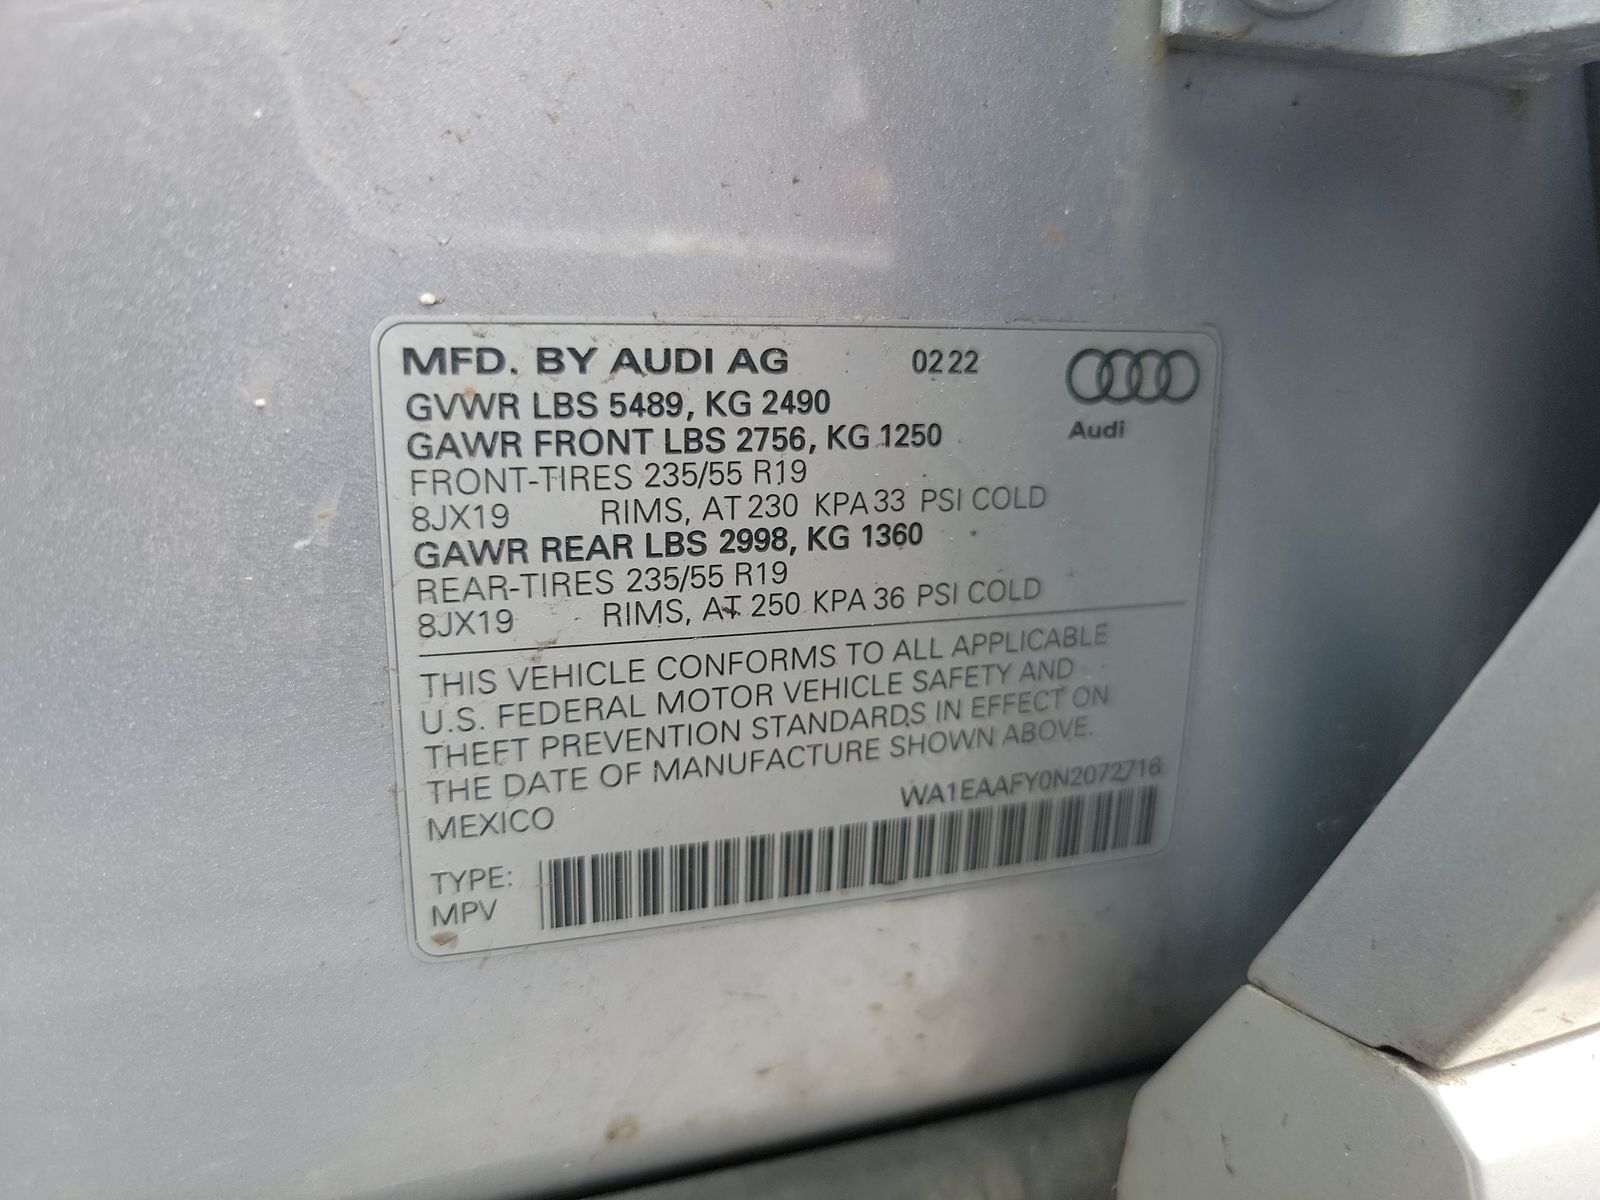 MFD. BY AUDI AG 02 22
GVWR LBS 5489, KG 2490
Audi
GAWR FRONT LBS 2756, KG 1250
FRONT-TIRES 235/55 R19
8JX19 RIMS, AT 230 KPA 33 PSI COLD
GAWR REAR LBS 2998, KG 1360
REAR-TIRES 235/55 R19
8JX19 RIMS, AT 250 KPA 36 PSI COLD
THIS VEHICLE CONFORMS TO ALL APPLICABLE
U.S. FEDERAL MOTOR VEHICLE SAFETY AND
THEFT PREVENTION STANDARDS IN EFFECT ON
THE DATE OF MANUFACTURE SHOWN ABOVE.
MEXICO WA1EAAFY0N2072716
TYPE:
MPV